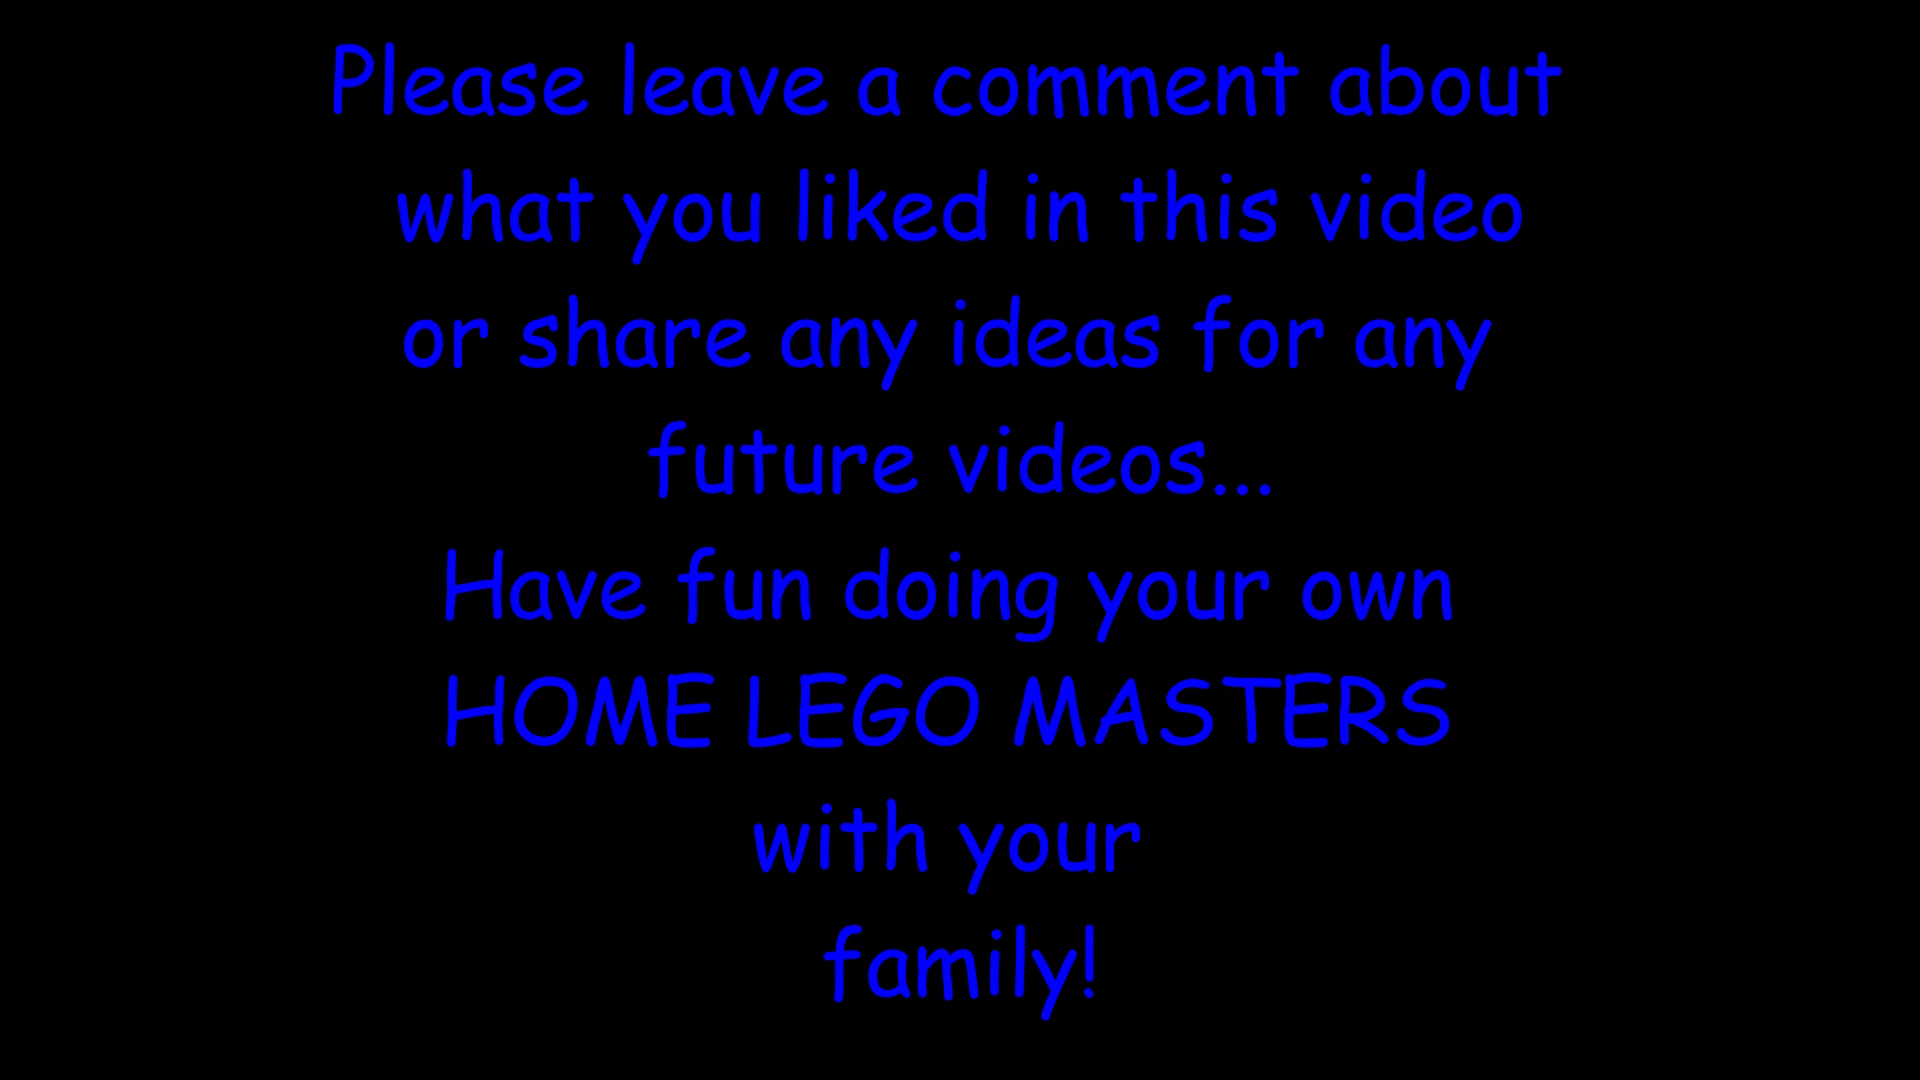 Please leave a comment about
what you liked in this video
or share any ideas for any
future videos...
Have fun doing your own
HOME LEGO MASTERS
with your
family!